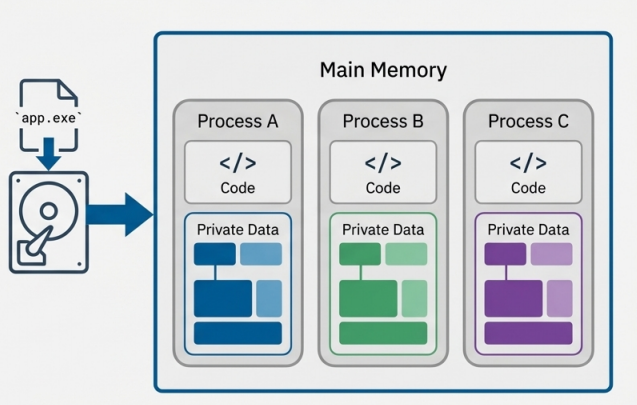 `app.exe`
Main Memory
Process A
</>
Code
Private Data
Process B
</>
Code
Private Data
Process C
</>
Code
Private Data